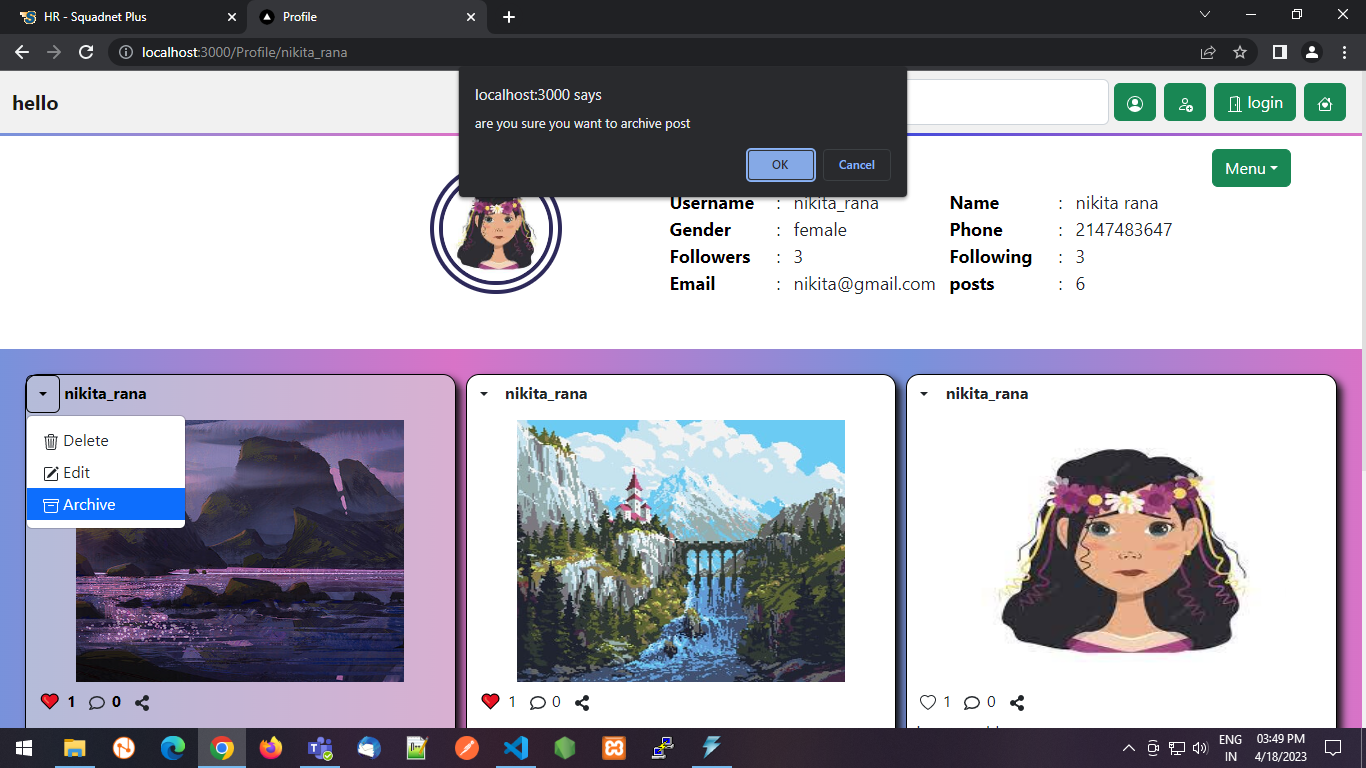 HR - Squadnet Plus
Profile
localhost:3000/Profile/nikita_rana
localhost:3000 says
are you sure you want to archive post
OK
Cancel
hello
login
Menu
Username : nikita_rana Name : nikita rana
Gender : female Phone : 2147483647
Followers : 3 Following : 3
Email : nikita@gmail.com posts : 6
nikita_rana
nikita_rana
nikita_rana
Delete
Edit
Archive
1 0
1 0
1 0
ENG
IN
03:49 PM
4/18/2023